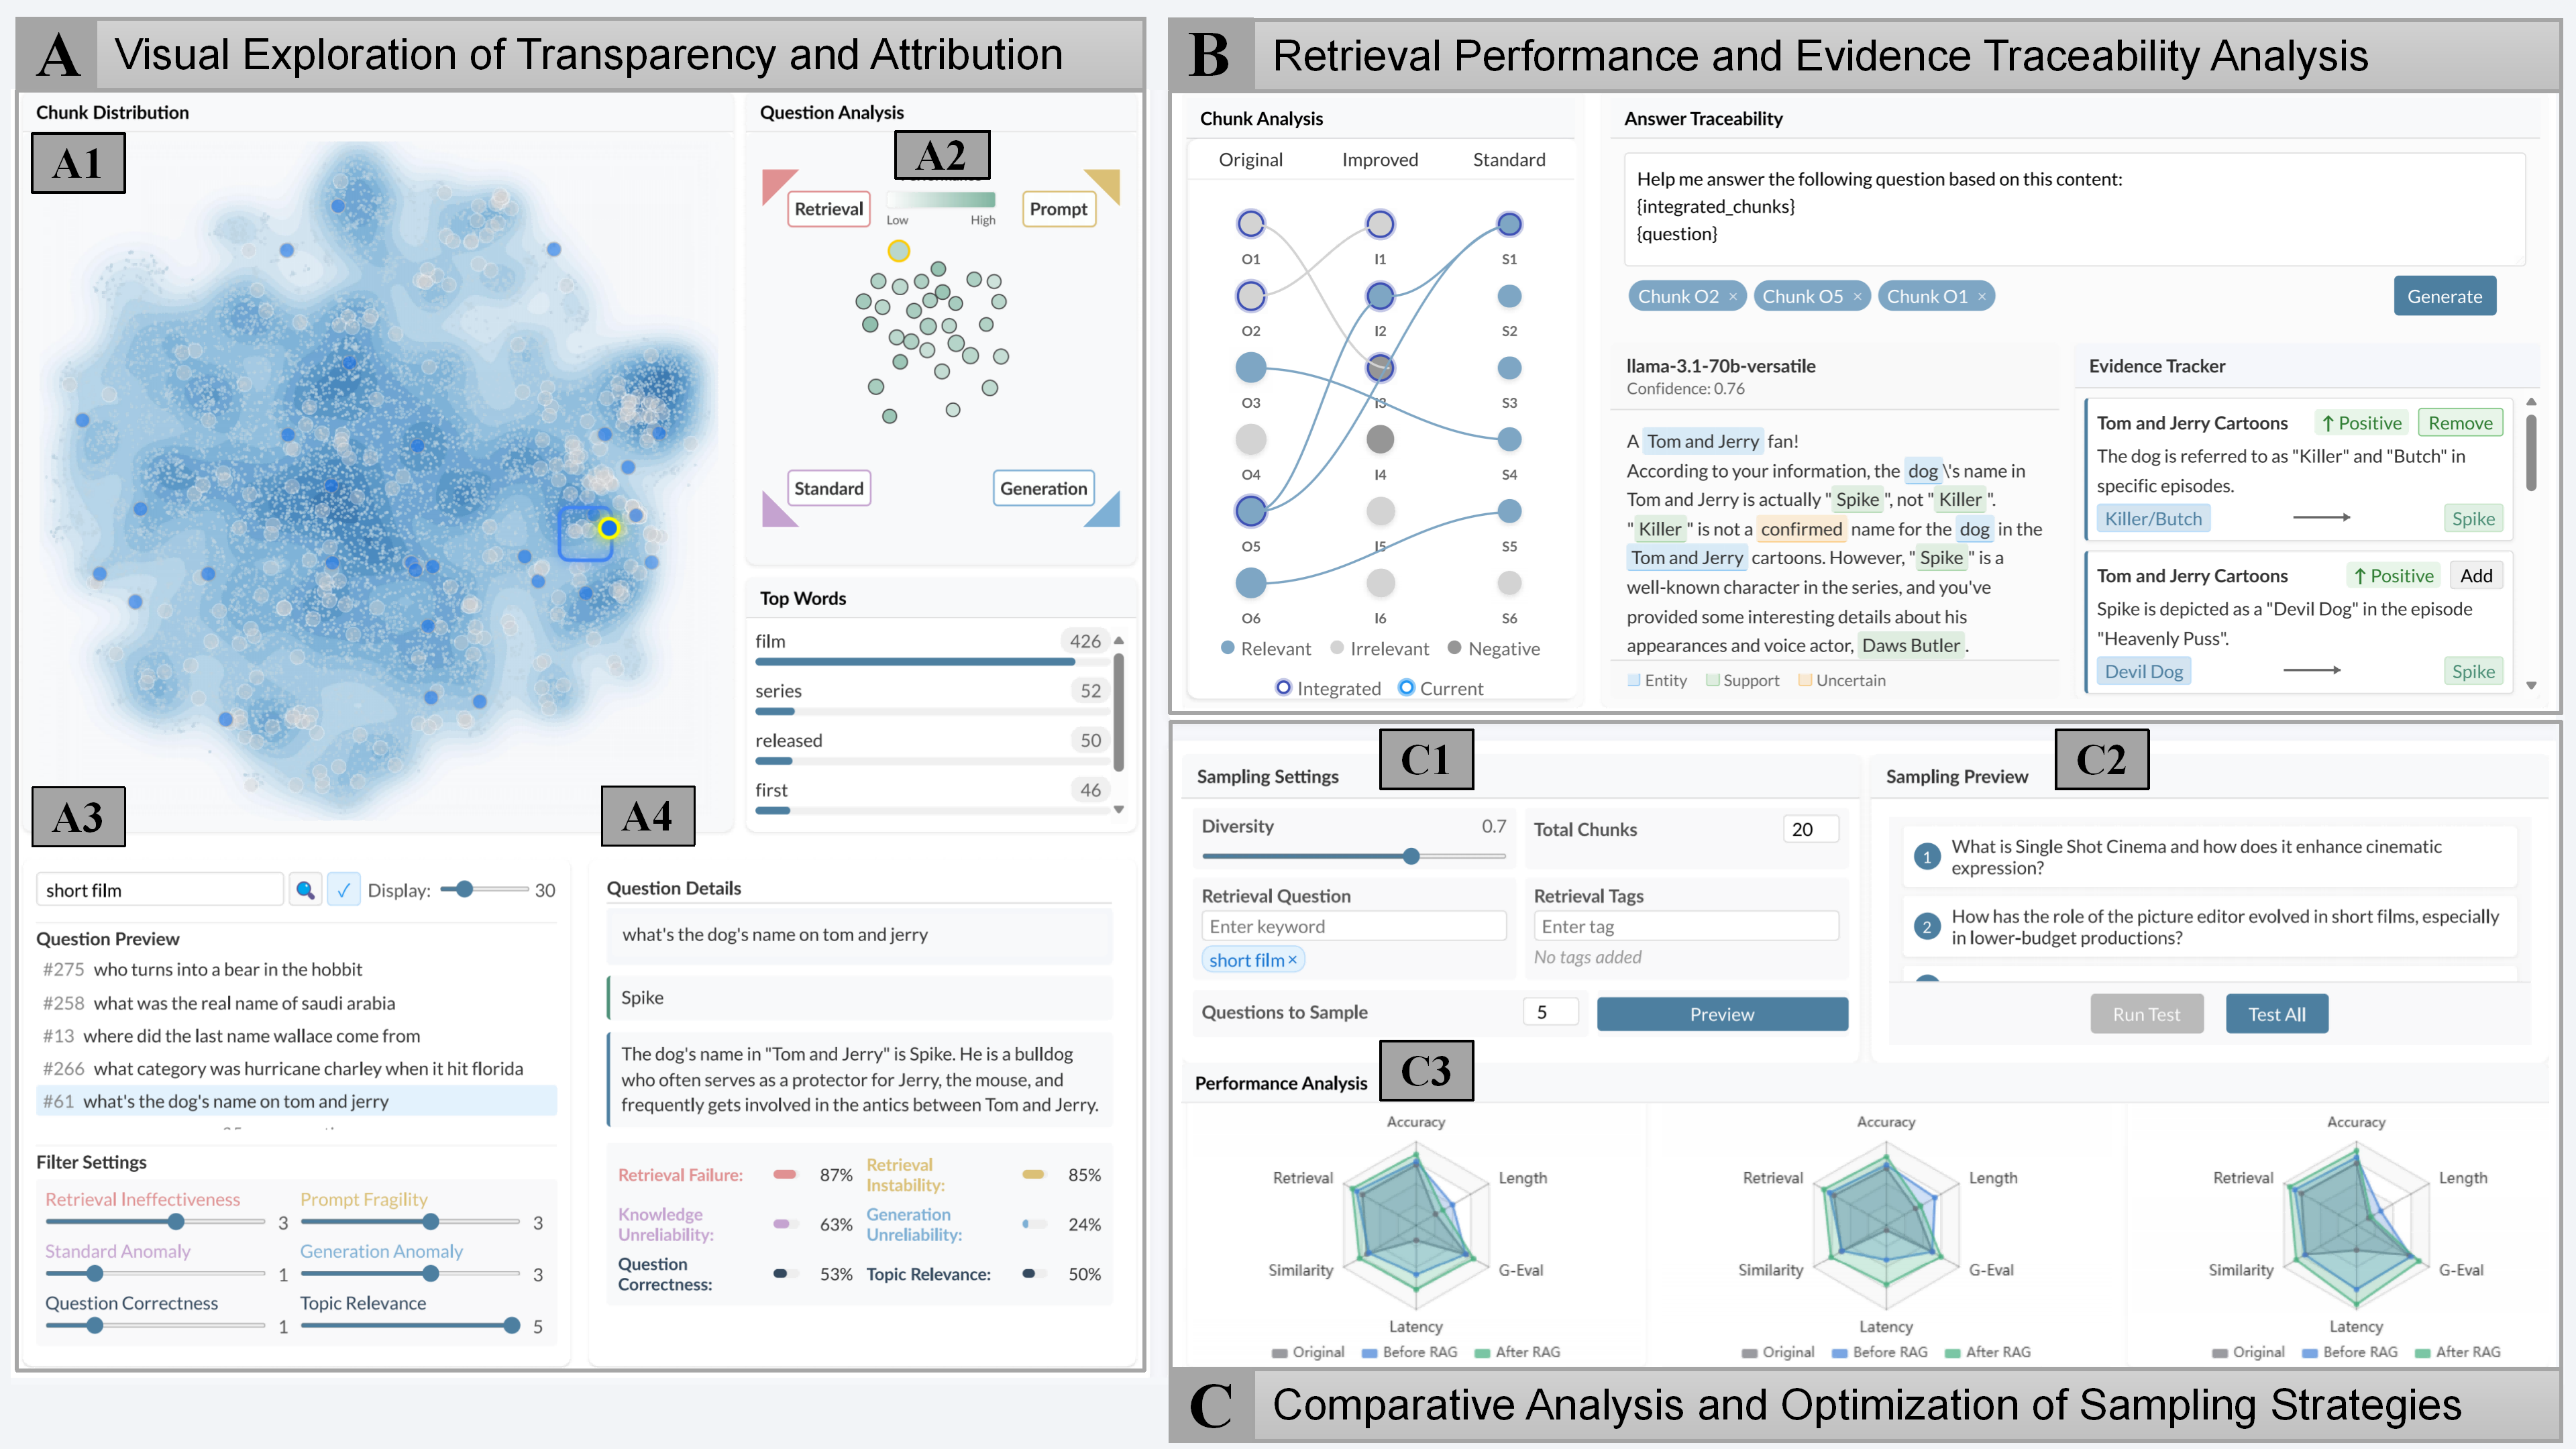 A Visual Exploration of Transparency and Attribution
Chunk Distribution
A1
Question Analysis
A2
Retrieval
Low High
Prompt
Standard
Generation
Top Words
film 426
series 52
released 50
first 46
A3
short film Display: 30
Question Preview
#275 who turns into a bear in the hobbit
#258 what was the real name of saudi arabia
#13 where did the last name wallace come from
#266 what category was hurricane charley when it hit florida
#61 what's the dog's name on tom and jerry
Filter Settings
Retrieval Ineffectiveness 3
Prompt Fragility 3
Standard Anomaly 1
Generation Anomaly 3
Question Correctness 1
Topic Relevance 5
A4
Question Details
what's the dog's name on tom and jerry
Spike
The dog's name in "Tom and Jerry" is Spike. He is a bulldog
who often serves as a protector for Jerry, the mouse, and
frequently gets involved in the antics between Tom and Jerry.
Retrieval Failure: 87%
Retrieval
Instability: 85%
Knowledge
Unreliability: 63%
Generation
Unreliability: 24%
Question
Correctness: 53%
Topic Relevance: 50%
B Retrieval Performance and Evidence Traceability Analysis
Chunk Analysis
Original Improved Standard
O1 I1 S1
O2 I2 S2
O3 I3 S3
O4 I4 S4
O5 I5 S5
O6 I6 S6
Relevant Irrelevant Negative
Integrated Current
Answer Traceability
Help me answer the following question based on this content:
{integrated_chunks}
{question}
Chunk O2 × Chunk O5 × Chunk O1 ×
Generate
llama-3.1-70b-versatile
Confidence: 0.76
A Tom and Jerry fan!
According to your information, the dog \'s name in
Tom and Jerry is actually " Spike ", not " Killer ".
" Killer " is not a confirmed name for the dog in the
Tom and Jerry cartoons. However, " Spike " is a
well-known character in the series, and you've
provided some interesting details about his
appearances and voice actor, Daws Butler .
Entity Support Uncertain
Evidence Tracker
Tom and Jerry Cartoons ↑ Positive Remove
The dog is referred to as "Killer" and "Butch" in
specific episodes.
Killer/Butch → Spike
Tom and Jerry Cartoons ↑ Positive Add
Spike is depicted as a "Devil Dog" in the episode
"Heavenly Puss".
Devil Dog → Spike
Sampling Settings
C1
Diversity 0.7
Total Chunks 20
Retrieval Question
Enter keyword
short film ×
Retrieval Tags
Enter tag
No tags added
Questions to Sample 5
Preview
Sampling Preview
C2
1 What is Single Shot Cinema and how does it enhance cinematic
expression?
2 How has the role of the picture editor evolved in short films, especially
in lower-budget productions?
Run Test
Test All
Performance Analysis
C3
Accuracy
Retrieval Length
Similarity G-Eval
Latency
Original Before RAG After RAG
Accuracy
Retrieval Length
Similarity G-Eval
Latency
Original Before RAG After RAG
Accuracy
Retrieval Length
Similarity G-Eval
Latency
Original Before RAG After RAG
C Comparative Analysis and Optimization of Sampling Strategies